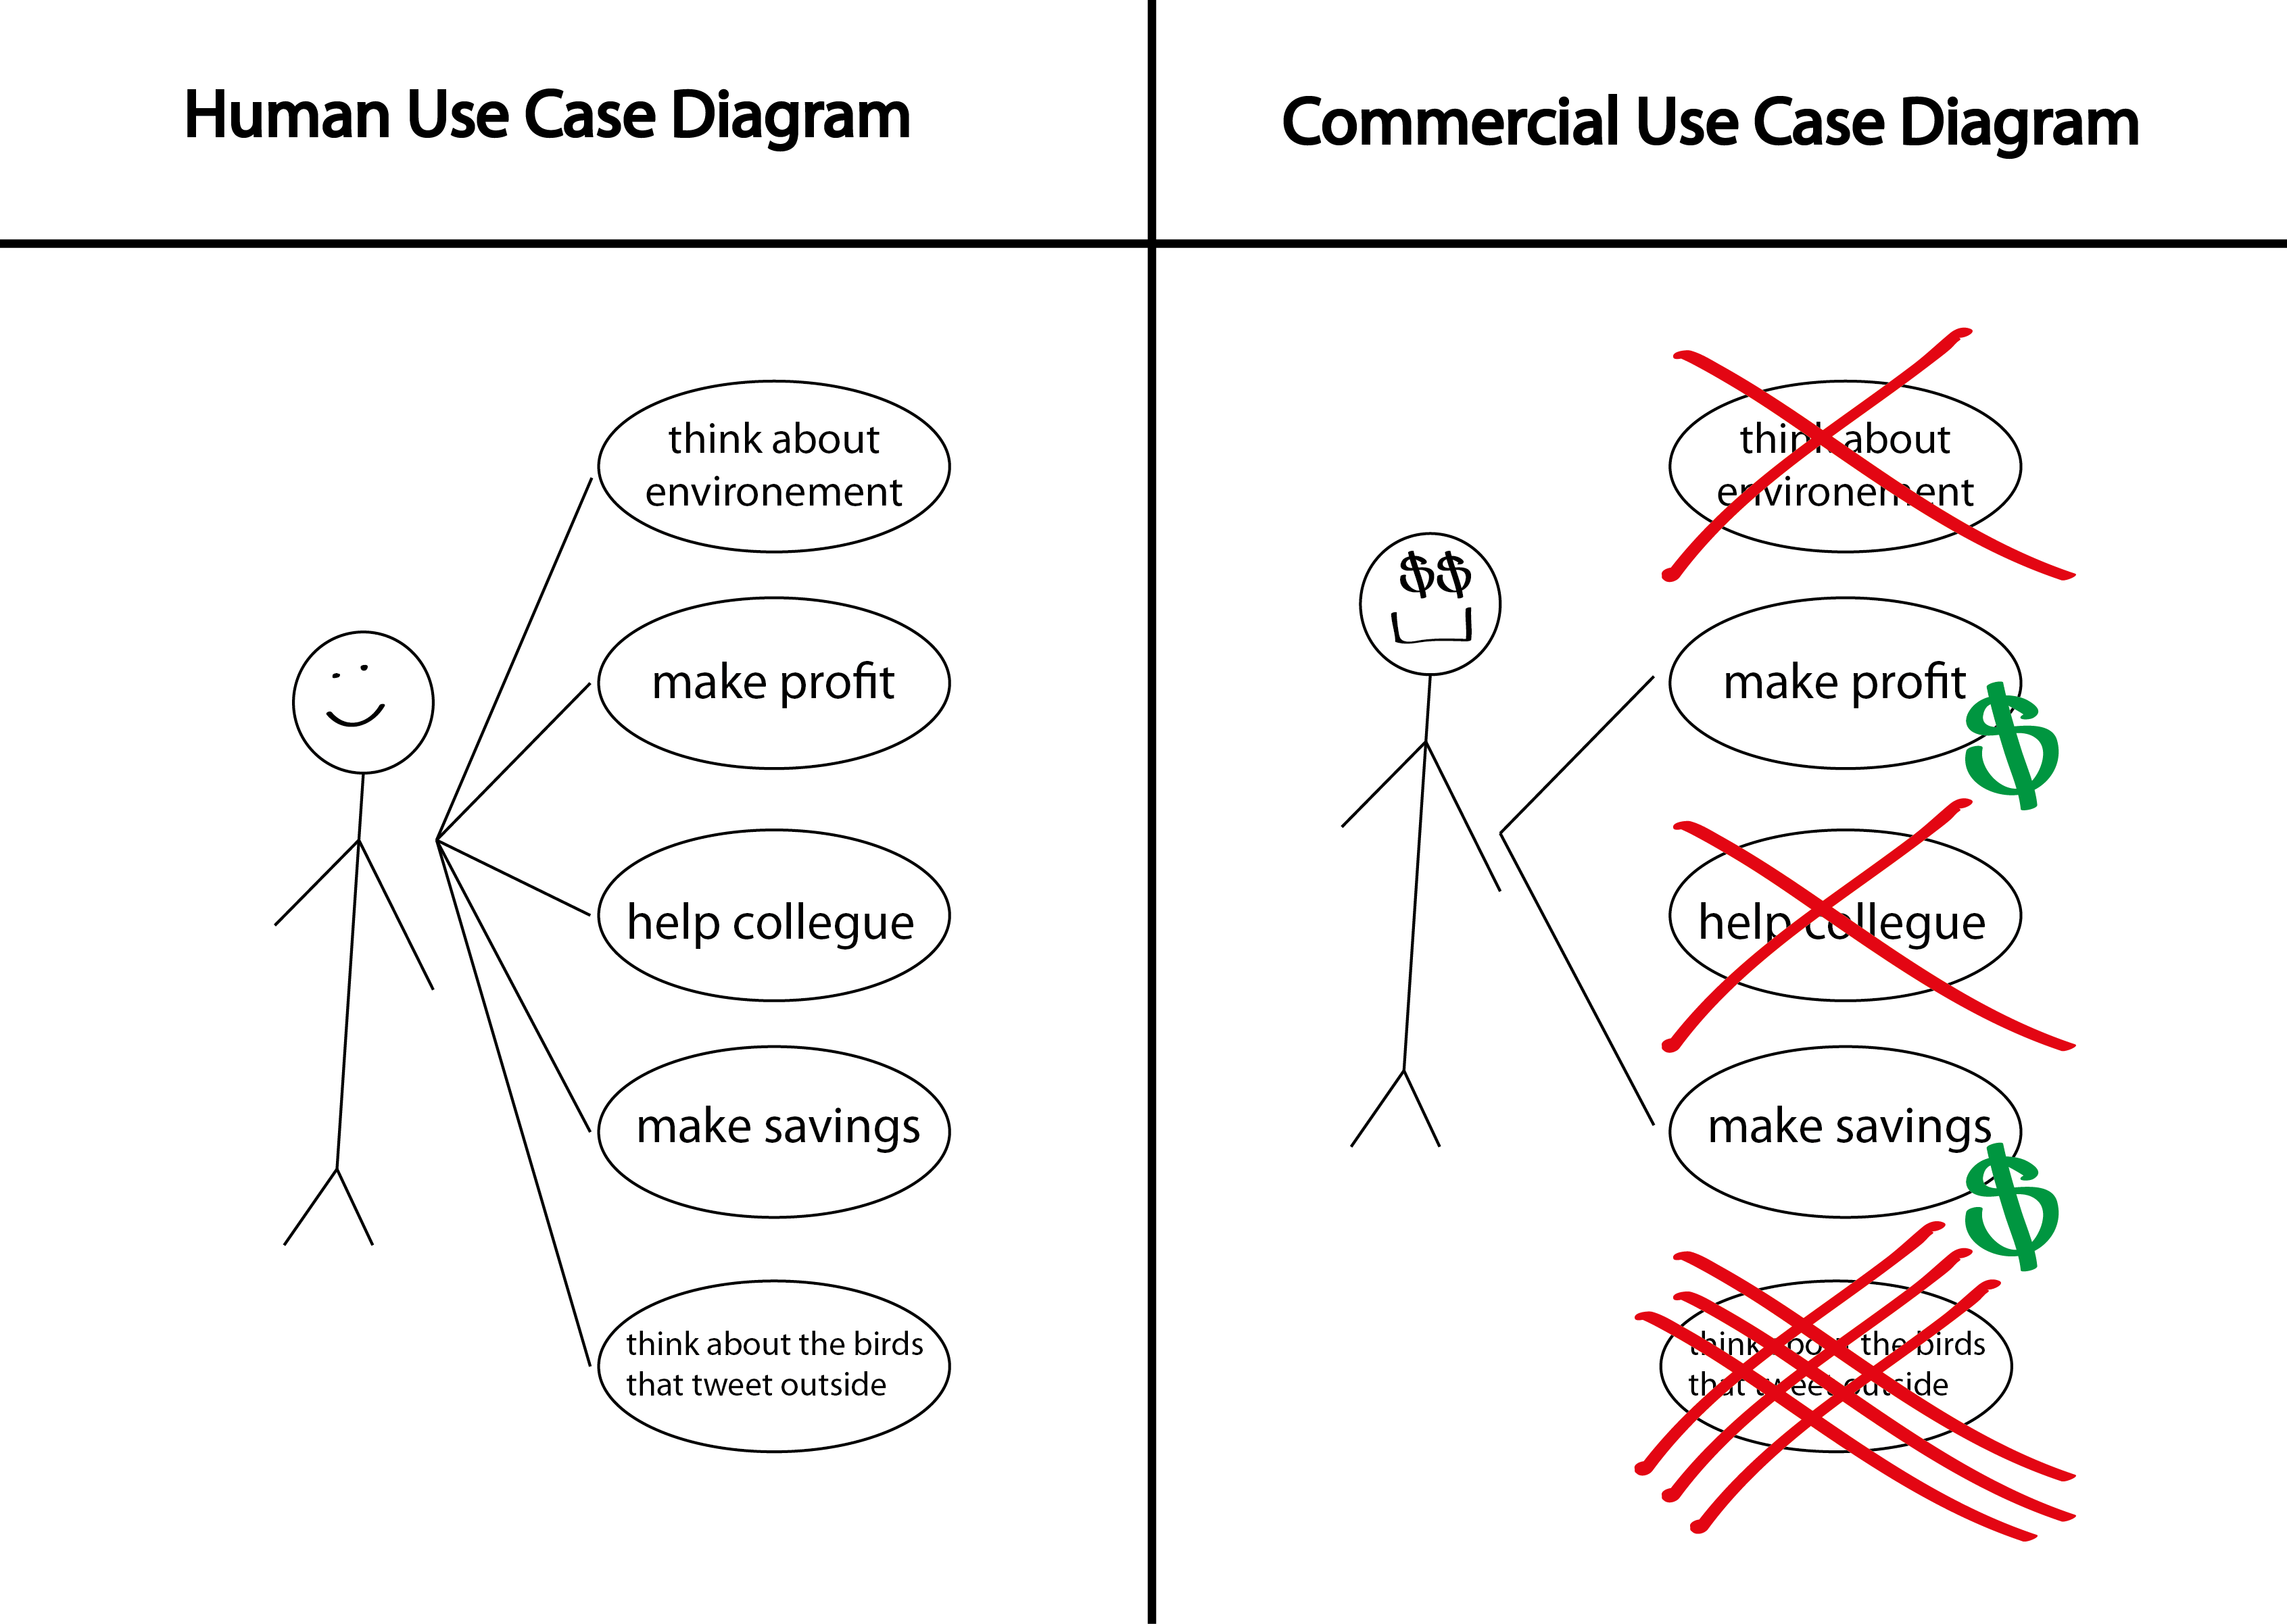 Human Use Case Diagram
think about
environement
make profit
help collegue
make savings
think about the birds
that tweet outside
Commercial Use Case Diagram
$$
think about
environement
make profit
$
help collegue
make savings
$
think about the birds
that tweet outside